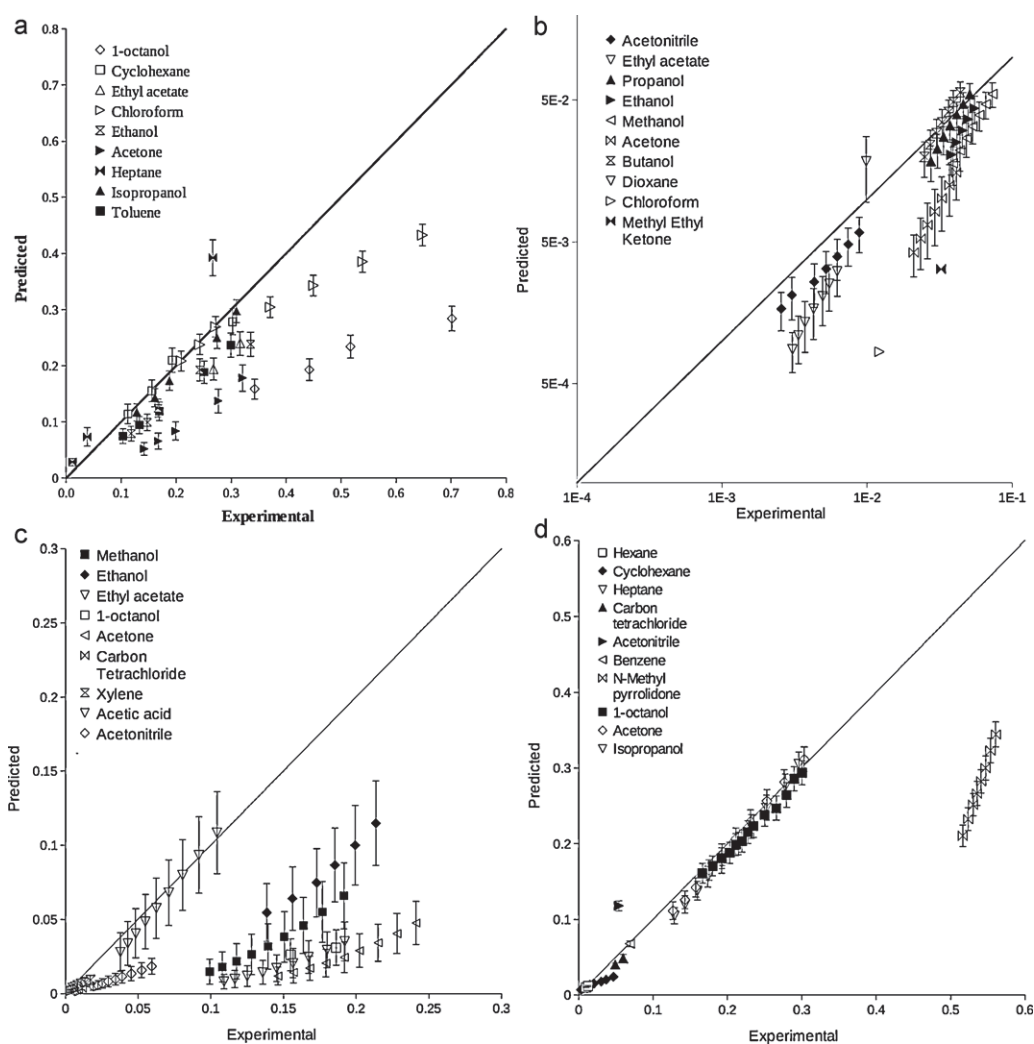 a
0.8
0.7
0.6
0.5
0.4
0.3
0.2
0.1
0
Predicted
1-octanol
Cyclohexane
Ethyl acetate
Chloroform
Ethanol
Acetone
Heptane
Isopropanol
Toluene
0.0 0.1 0.2 0.3 0.4 0.5 0.6 0.7 0.8
Experimental
b
5E-2
5E-3
5E-4
Predicted
Acetonitrile
Ethyl acetate
Propanol
Ethanol
Methanol
Acetone
Butanol
Dioxane
Chloroform
Methyl Ethyl
Ketone
1E-4 1E-3 1E-2 1E-1
Experimental
c
0.3
0.25
0.2
0.15
0.1
0.05
0
Predicted
Methanol
Ethanol
Ethyl acetate
1-octanol
Acetone
Carbon
Tetrachloride
Xylene
Acetic acid
Acetonitrile
0 0.05 0.1 0.15 0.2 0.25 0.3
Experimental
d
0.6
0.5
0.4
0.3
0.2
0.1
0
Predicted
Hexane
Cyclohexane
Heptane
Carbon
tetrachloride
Acetonitrile
Benzene
N-Methyl
pyrrolidone
1-octanol
Acetone
Isopropanol
0 0.1 0.2 0.3 0.4 0.5 0.6
Experimental